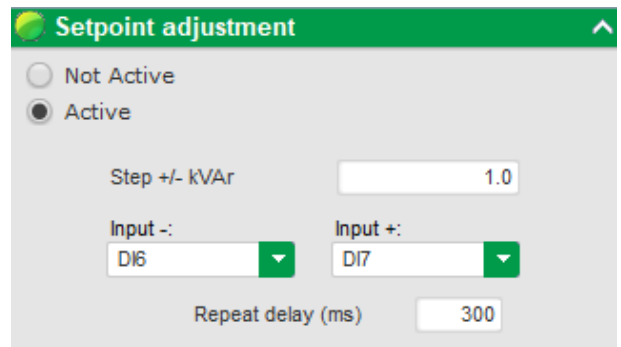 Setpoint adjustment
Not Active
Active
Step +/- kVAr 1.0
Input -: Input +:
DI6 DI7
Repeat delay (ms) 300